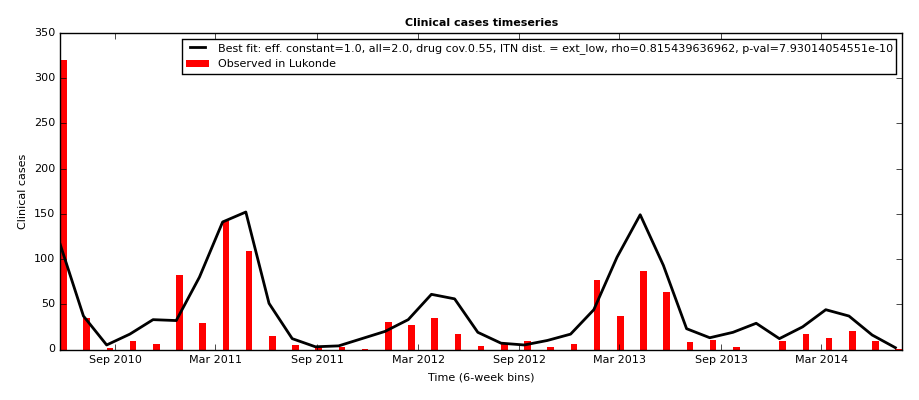 Clinical cases timeseries
Best fit: eff. constant=1.0, all=2.0, drug cov.0.55, ITN dist. = ext_low, rho=0.815439636962, p-val=7.93014054551e-10
Observed in Lukonde
350
300
250
200
150
100
50
0
Clinical cases
Sep 2010 Mar 2011 Sep 2011 Mar 2012 Sep 2012 Mar 2013 Sep 2013 Mar 2014
Time (6-week bins)